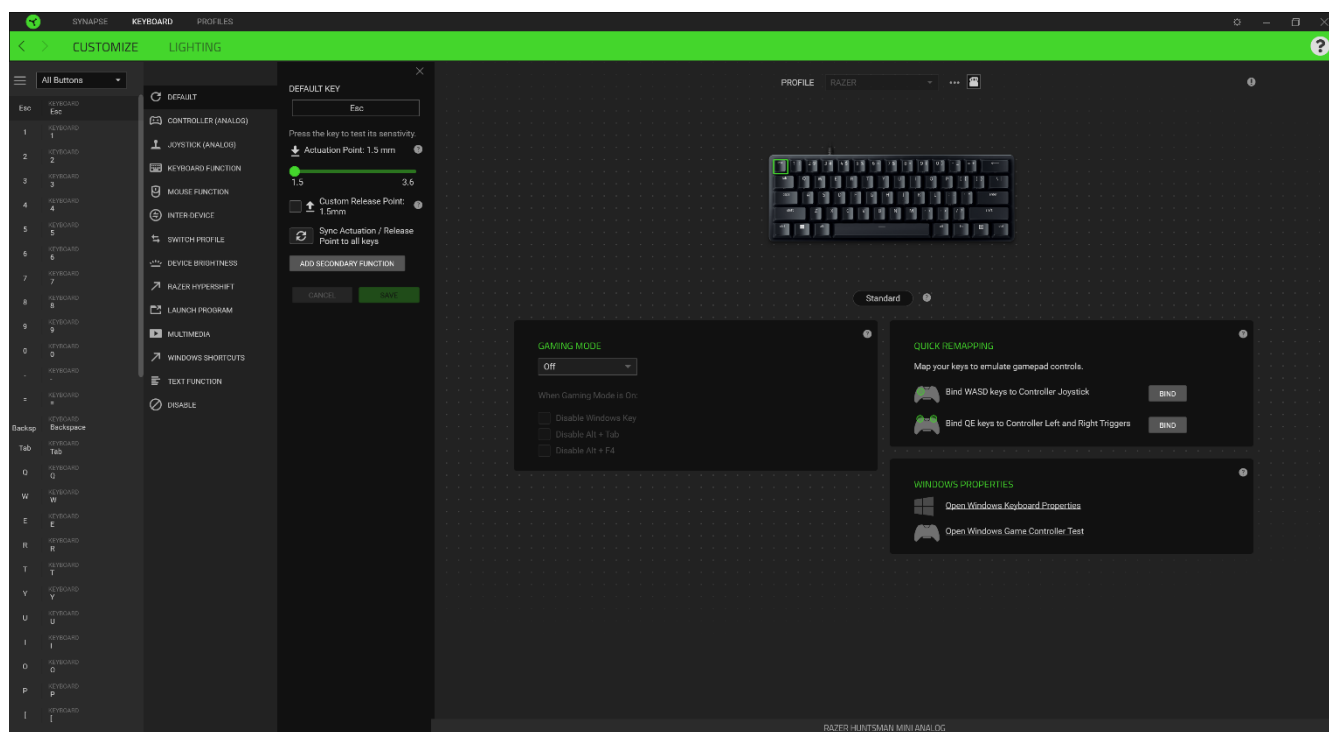 SYNAPSE KEYBOARD PROFILES
CUSTOMIZE LIGHTING
All Buttons
Esc KEYBOARD Esc
1 KEYBOARD 1
2 KEYBOARD 2
3 KEYBOARD 3
4 KEYBOARD 4
5 KEYBOARD 5
6 KEYBOARD 6
7 KEYBOARD 7
8 KEYBOARD 8
9 KEYBOARD 9
0 KEYBOARD 0
- KEYBOARD -
= KEYBOARD =
Backsp KEYBOARD Backspace
Tab KEYBOARD Tab
Q KEYBOARD Q
W KEYBOARD W
E KEYBOARD E
R KEYBOARD R
T KEYBOARD T
Y KEYBOARD Y
U KEYBOARD U
I KEYBOARD I
O KEYBOARD O
P KEYBOARD P
[ KEYBOARD [
DEFAULT
CONTROLLER (ANALOG)
JOYSTICK (ANALOG)
KEYBOARD FUNCTION
MOUSE FUNCTION
INTER-DEVICE
SWITCH PROFILE
DEVICE BRIGHTNESS
RAZER HYPERSHIFT
LAUNCH PROGRAM
MULTIMEDIA
WINDOWS SHORTCUTS
TEXT FUNCTION
DISABLE
DEFAULT KEY
Esc
Press the key to test its senstivity.
Actuation Point: 1.5 mm
1.5 3.6
Custom Release Point:
1.5mm
Sync Actuation / Release
Point to all keys
ADD SECONDARY FUNCTION
CANCEL SAVE
PROFILE RAZER
Standard
GAMING MODE
Off
When Gaming Mode is On:
Disable Windows Key
Disable Alt + Tab
Disable Alt + F4
QUICK REMAPPING
Map your keys to emulate gamepad controls.
Bind WASD keys to Controller Joystick BIND
Bind QE keys to Controller Left and Right Triggers BIND
WINDOWS PROPERTIES
Open Windows Keyboard Properties
Open Windows Game Controller Test
RAZER HUNTSMAN MINI ANALOG